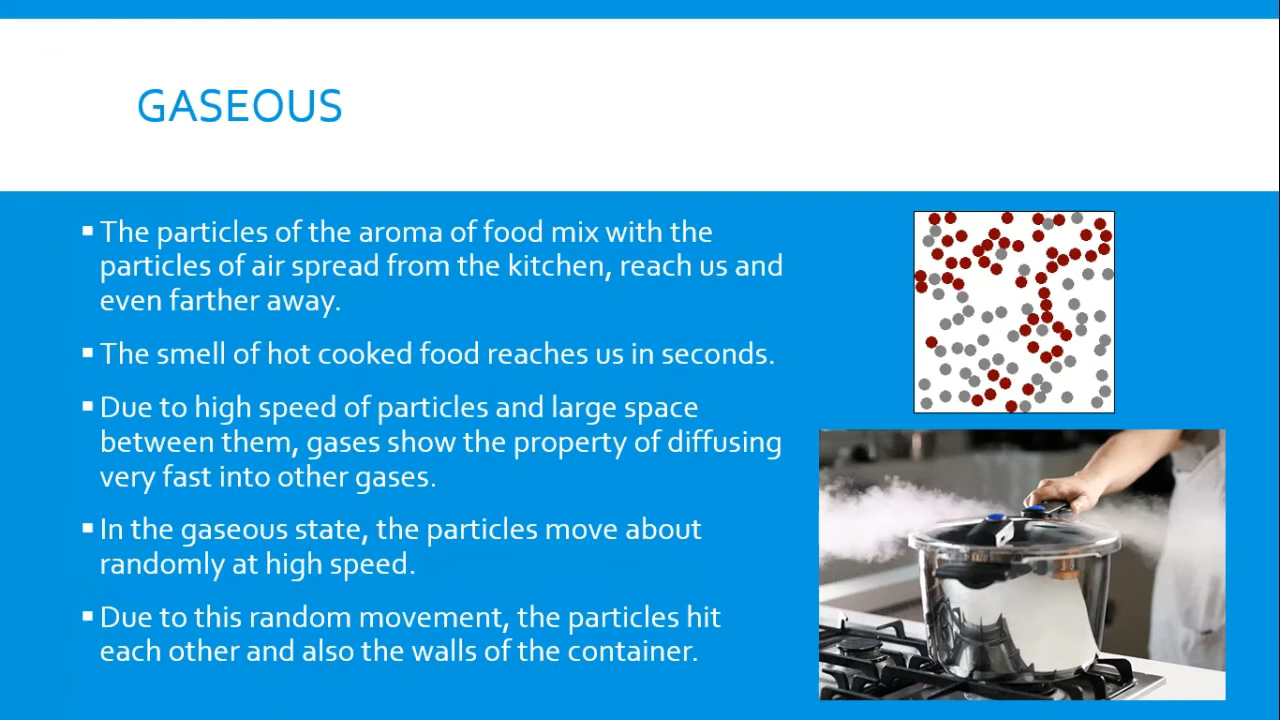 GASEOUS
▪ The particles of the aroma of food mix with the
particles of air spread from the kitchen, reach us and
even farther away.
▪ The smell of hot cooked food reaches us in seconds.
▪ Due to high speed of particles and large space
between them, gases show the property of diffusing
very fast into other gases.
▪ In the gaseous state, the particles move about
randomly at high speed.
▪ Due to this random movement, the particles hit
each other and also the walls of the container.